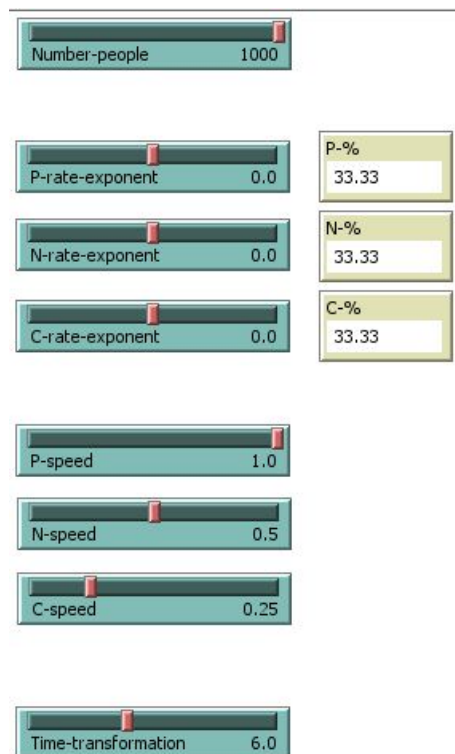 Number-people 1000
P-rate-exponent 0.0
P-%
33.33
N-rate-exponent 0.0
N-%
33.33
C-rate-exponent 0.0
C-%
33.33
P-speed 1.0
N-speed 0.5
C-speed 0.25
Time-transformation 6.0